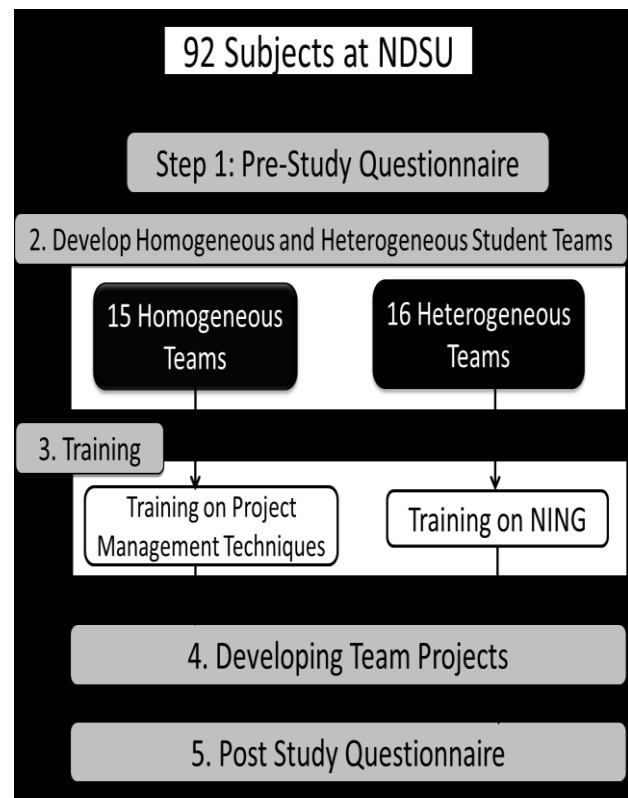 92 Subjects at NDSU
Step 1: Pre-Study Questionnaire
2. Develop Homogeneous and Heterogeneous Student Teams
15 Homogeneous
Teams
16 Heterogeneous
Teams
3. Training
Training on Project
Management Techniques
Training on NING
4. Developing Team Projects
5. Post Study Questionnaire